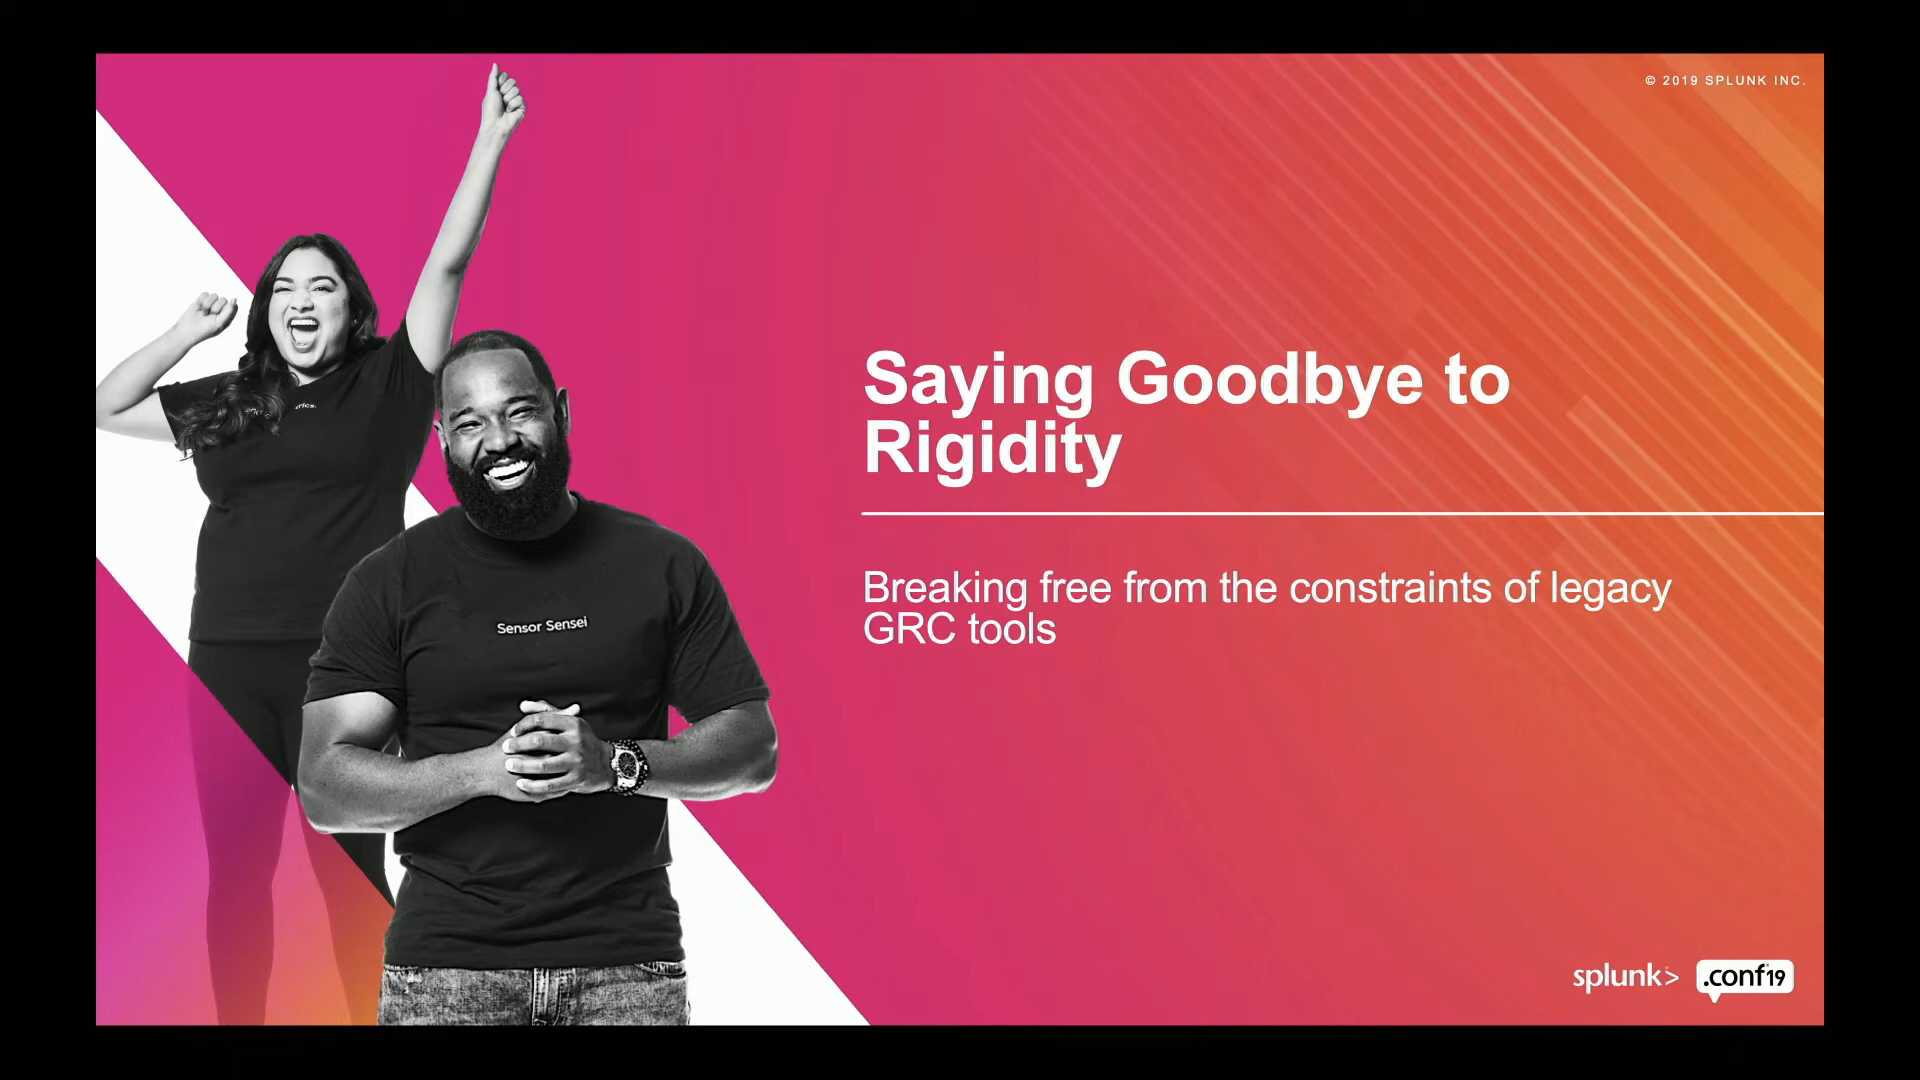 © 2019 SPLUNK INC.
Saying Goodbye to
Rigidity
Breaking free from the constraints of legacy
GRC tools
Sensor Sensei
splunk> .conf19